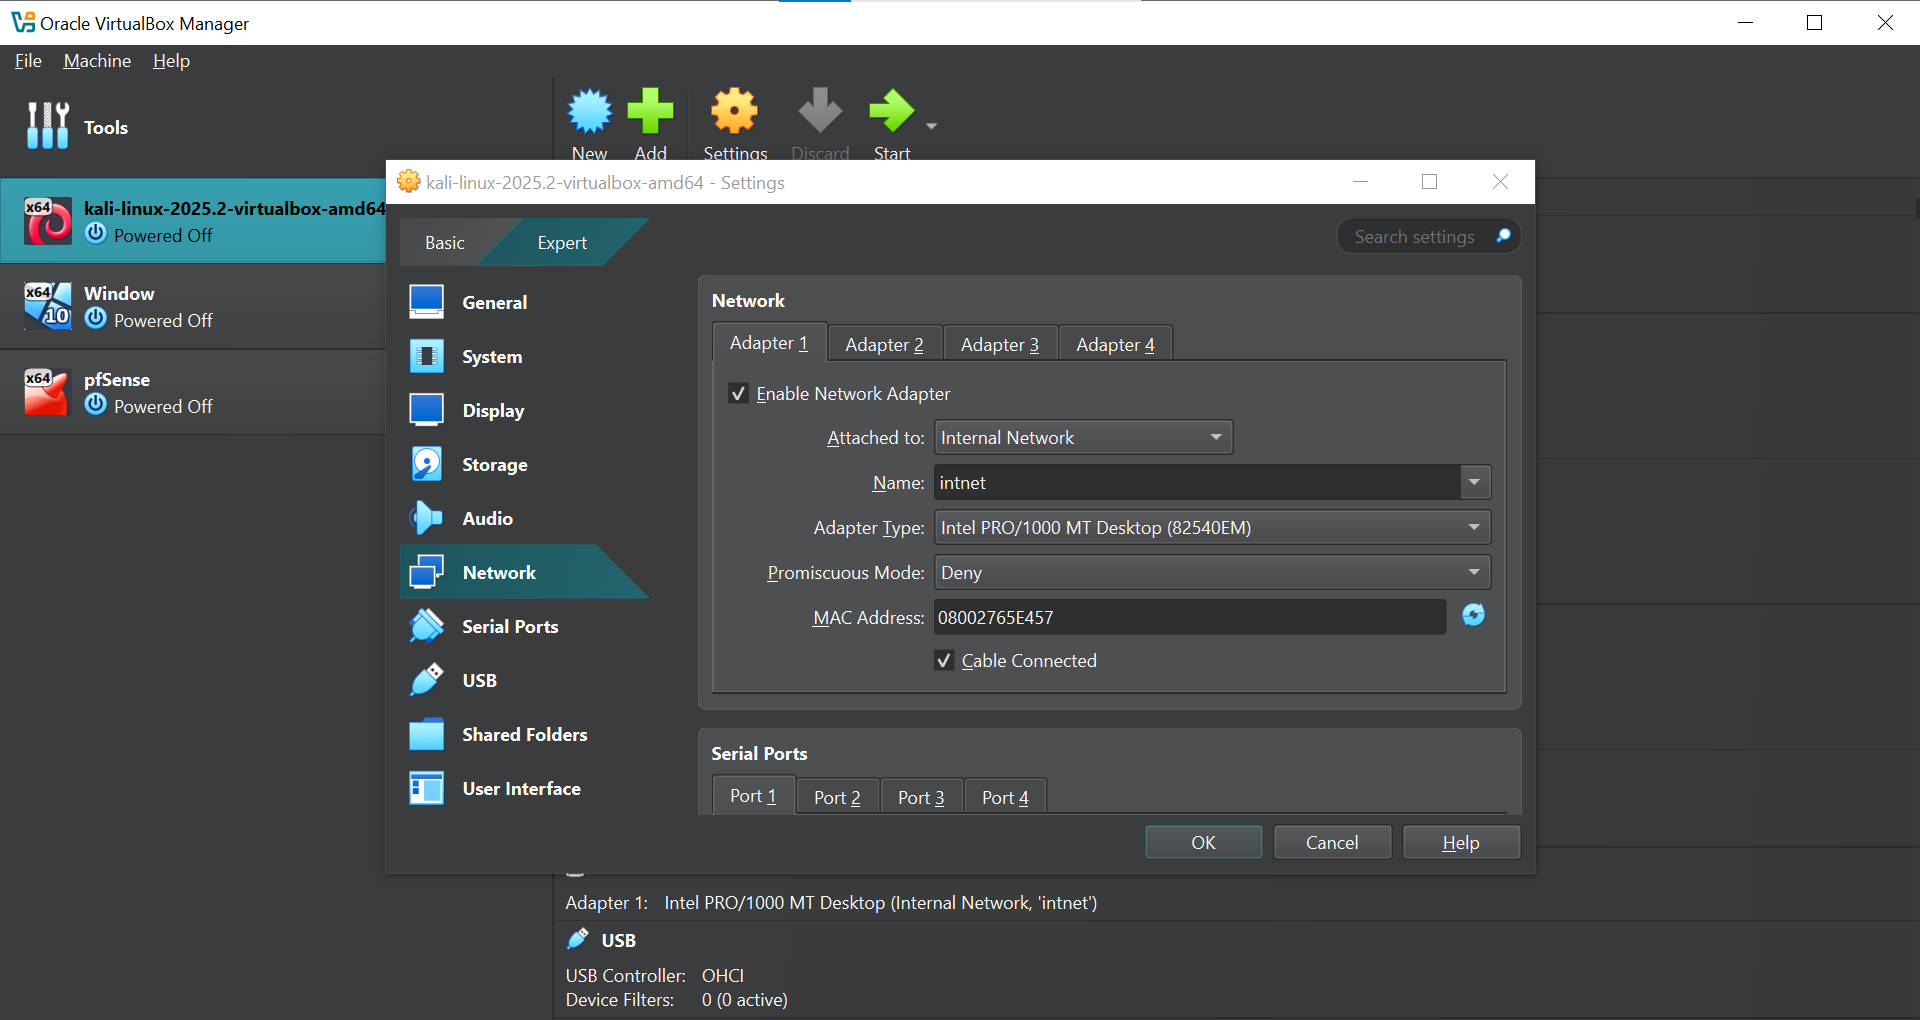 Oracle VirtualBox Manager
File Machine Help
Tools
New Add Settings Discard Start
x64 kali-linux-2025.2-virtualbox-amd64
Powered Off
x64 Window
10 Powered Off
x64 pfSense
Powered Off
kali-linux-2025.2-virtualbox-amd64 - Settings
Basic Expert
Search settings
General
System
Display
Storage
Audio
Network
Serial Ports
USB
Shared Folders
User Interface
Network
Adapter 1 Adapter 2 Adapter 3 Adapter 4
Enable Network Adapter
Attached to: Internal Network
Name: intnet
Adapter Type: Intel PRO/1000 MT Desktop (82540EM)
Promiscuous Mode: Deny
MAC Address: 08002765E457
Cable Connected
Serial Ports
Port 1 Port 2 Port 3 Port 4
OK Cancel Help
Adapter 1: Intel PRO/1000 MT Desktop (Internal Network, 'intnet')
USB
USB Controller: OHCI
Device Filters: 0 (0 active)